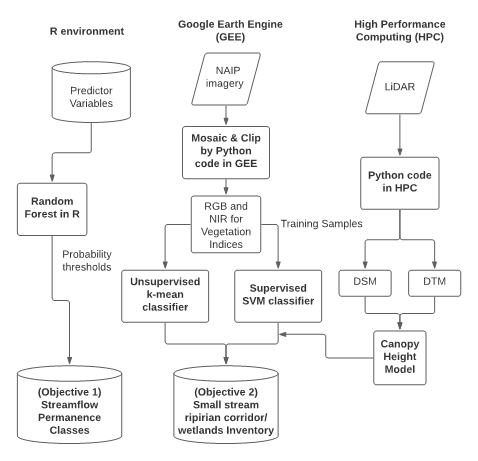 R environment
Google Earth Engine
(GEE)
High Performance
Computing (HPC)
Predictor
Variables
NAIP
imagery
LiDAR
Mosaic & Clip
by Python
code in GEE
Python code
in HPC
Random
Forest in R
RGB and
NIR for
Vegetation
Indices
Training Samples
Probability
thresholds
Unsupervised
k-mean
classifier
Supervised
SVM classifier
DSM
DTM
Canopy
Height
Model
(Objective 1)
Streamflow
Permanence
Classes
(Objective 2)
Small stream
ripirian corridor/
wetlands Inventory